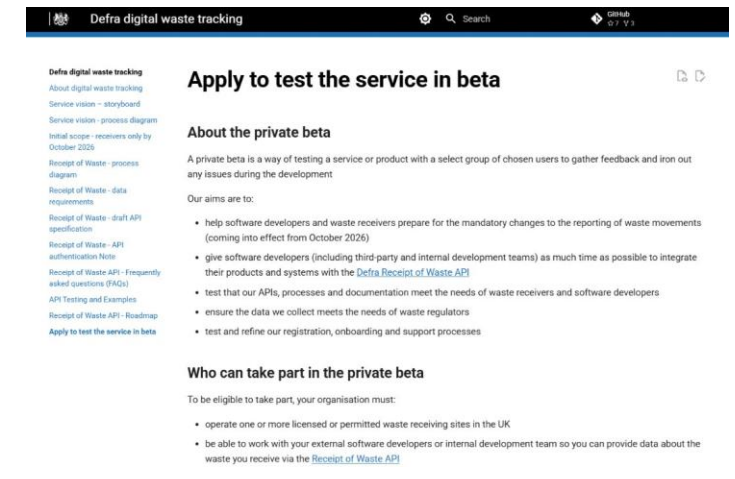 Defra digital waste tracking
Search
GitHub
7 3
Defra digital waste tracking
About digital waste tracking
Service vision – storyboard
Service vision - process diagram
Initial scope - receivers only by
October 2026
Receipt of Waste - process
diagram
Receipt of Waste - data
requirements
Receipt of Waste - draft API
specification
Receipt of Waste - API
authentication Note
Receipt of Waste API - Frequently
asked questions (FAQs)
API Testing and Examples
Receipt of Waste API - Roadmap
Apply to test the service in beta
Apply to test the service in beta
About the private beta
A private beta is a way of testing a service or product with a select group of chosen users to gather feedback and iron out
any issues during the development
Our aims are to:
• help software developers and waste receivers prepare for the mandatory changes to the reporting of waste movements
(coming into effect from October 2026)
• give software developers (including third-party and internal development teams) as much time as possible to integrate
their products and systems with the Defra Receipt of Waste API
• test that our APIs, processes and documentation meet the needs of waste receivers and software developers
• ensure the data we collect meets the needs of waste regulators
• test and refine our registration, onboarding and support processes
Who can take part in the private beta
To be eligible to take part, your organisation must:
• operate one or more licensed or permitted waste receiving sites in the UK
• be able to work with your external software developers or internal development team so you can provide data about the
waste you receive via the Receipt of Waste API